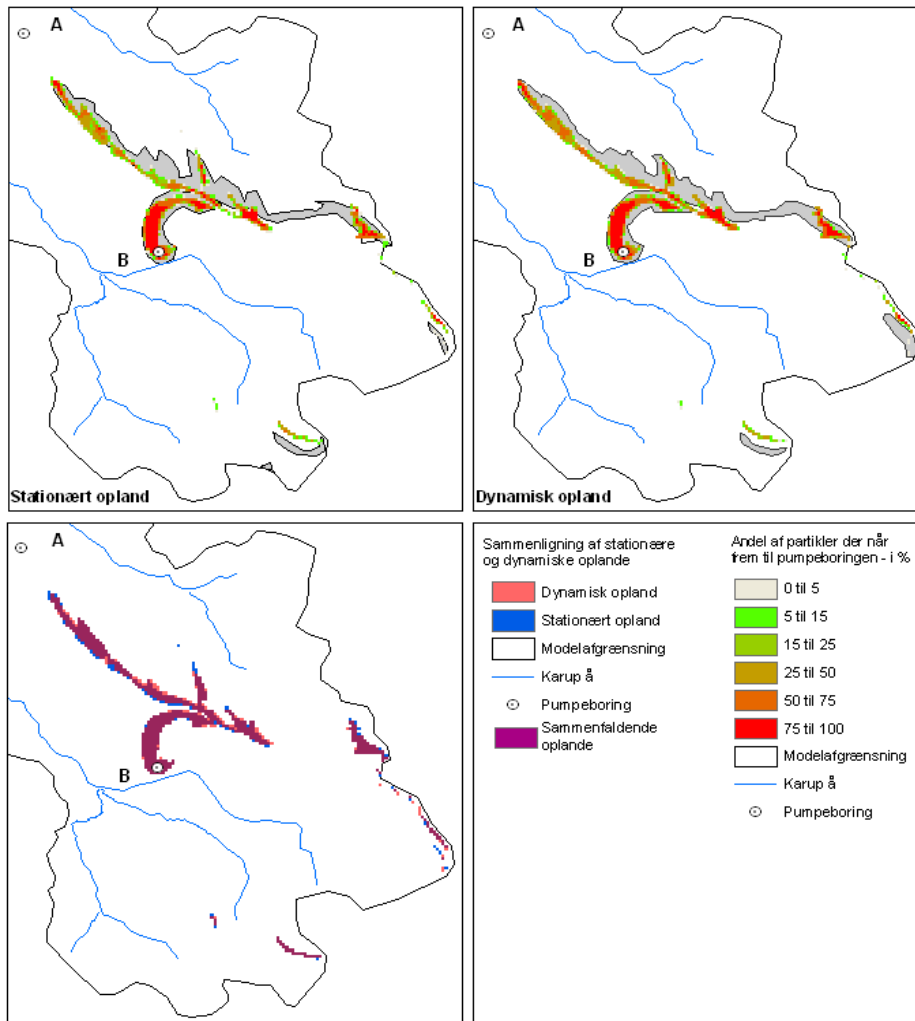 A
B
Stationært opland
A
B
Dynamisk opland
A
B
Sammenligning af stationære
og dynamiske oplande
Dynamisk opland
Stationært opland
Modelafgrænsning
Karup å
Pumpeboring
Sammenfaldende
oplande
Andel af partikler der når
frem til pumpeboringen - i %
0 til 5
5 til 15
15 til 25
25 til 50
50 til 75
75 til 100
Modelafgrænsning
Karup å
Pumpeboring